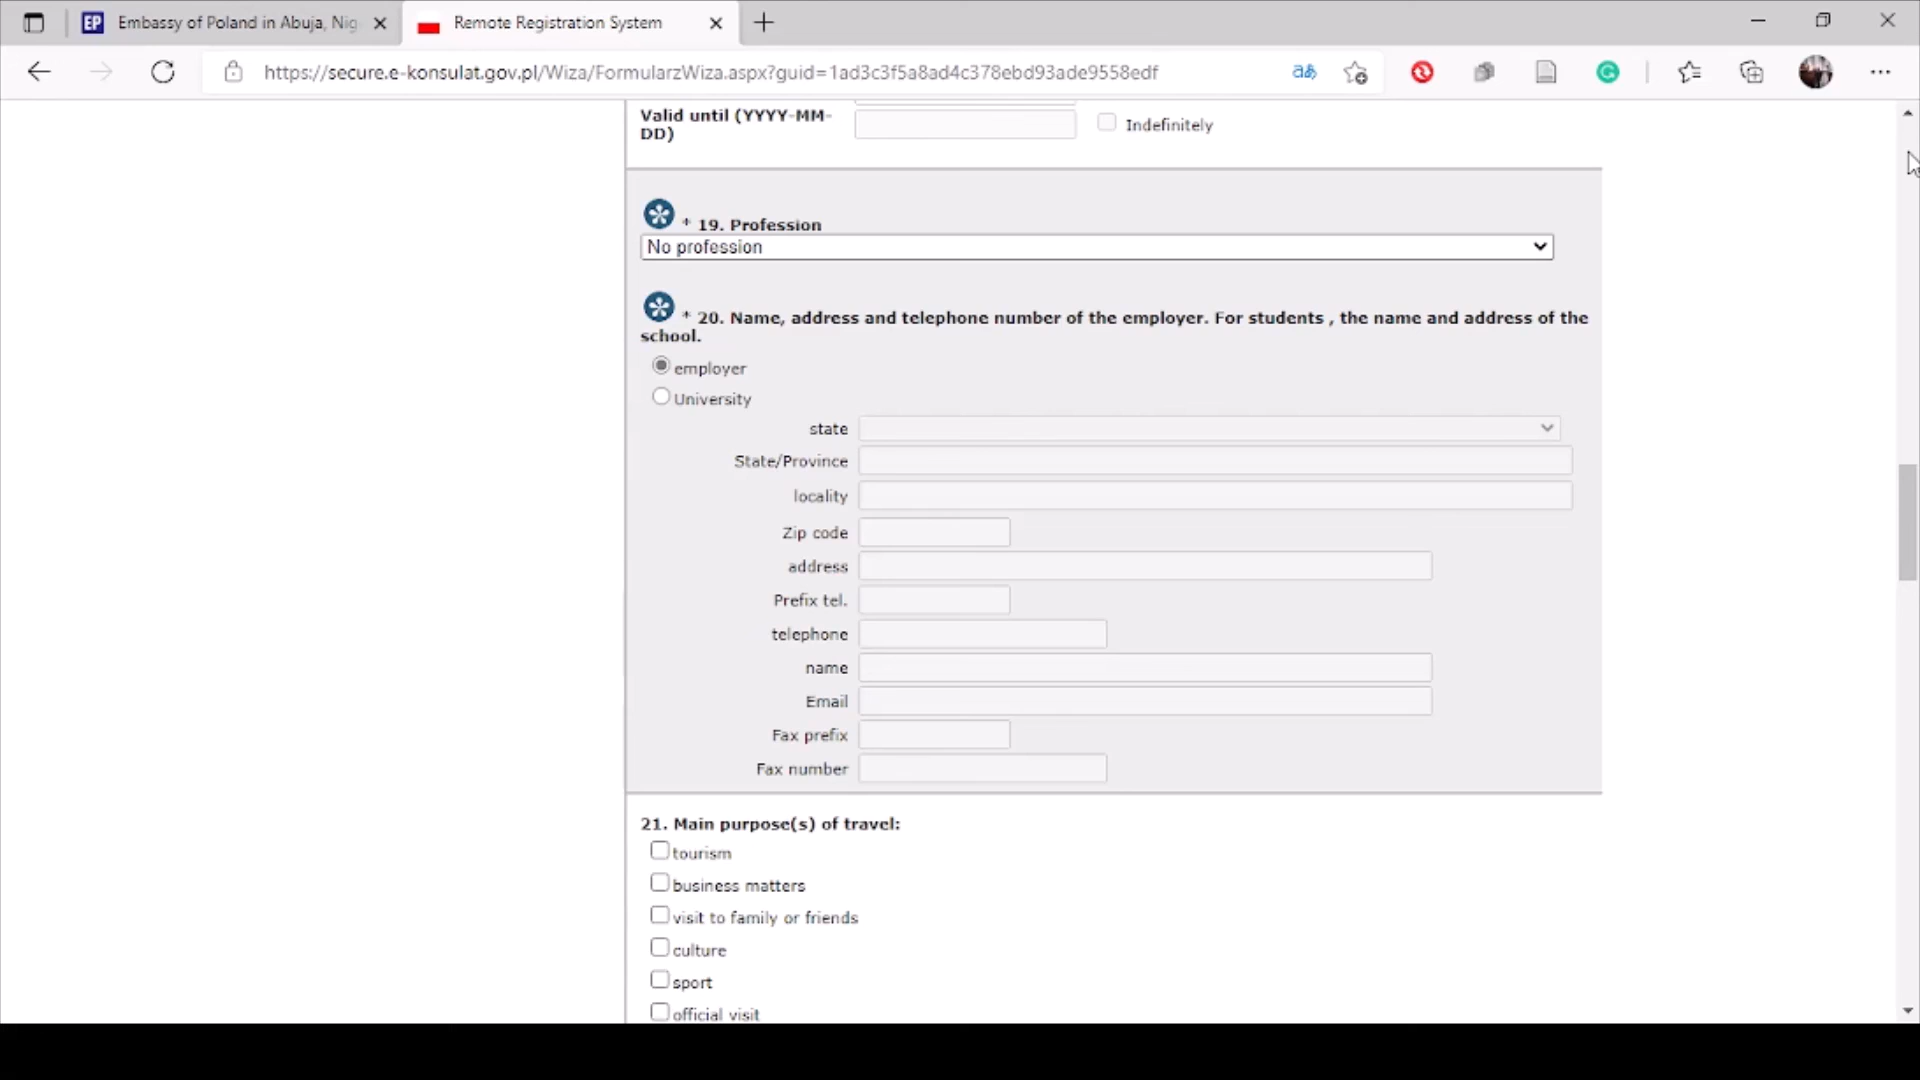 Embassy of Poland in Abuja, Nig
Remote Registration System
https://secure.e-konsulat.gov.pl/Wiza/FormularzWiza.aspx?guid=1ad3c3f5a8ad4c378ebd93ade9558edf
Valid until (YYYY-MM-
DD)
Indefinitely
* 19. Profession
No profession
* 20. Name, address and telephone number of the employer. For students , the name and address of the
school.
employer
University
state
State/Province
locality
Zip code
address
Prefix tel.
telephone
name
Email
Fax prefix
Fax number
21. Main purpose(s) of travel:
tourism
business matters
visit to family or friends
culture
sport
official visit